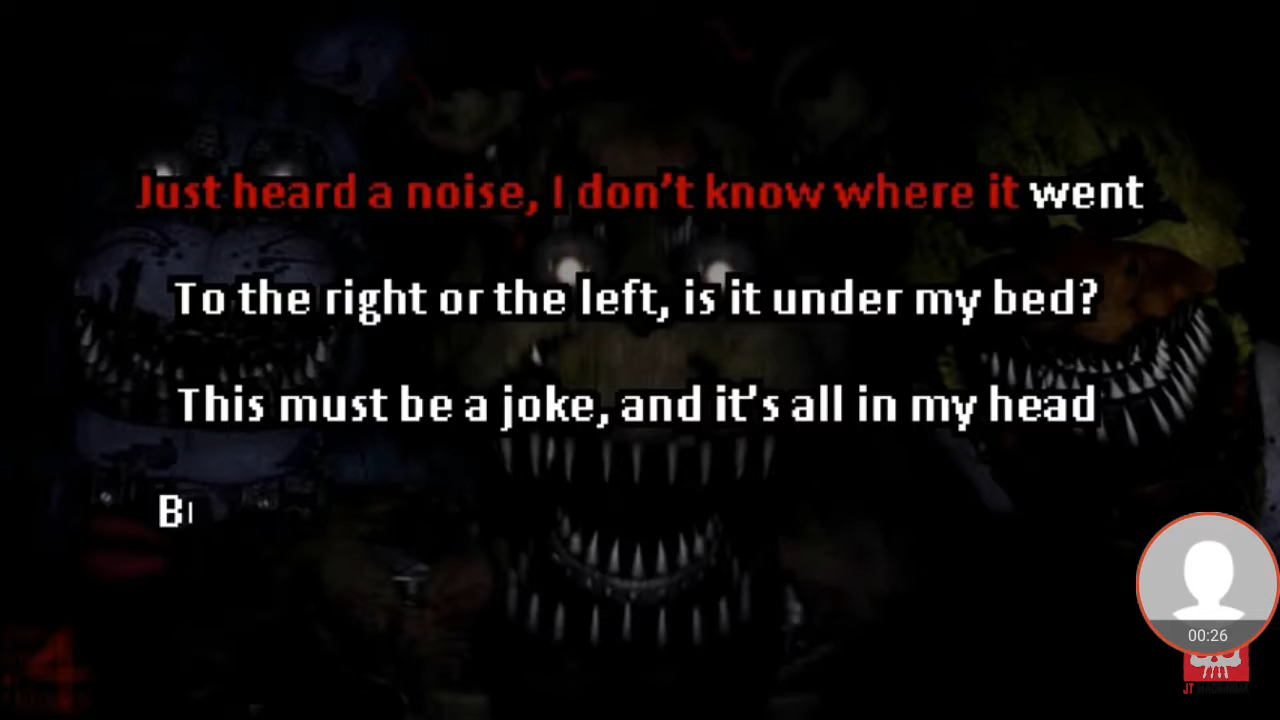 Just heard a noise, I don't know where it went
To the right or the left, is it under my bed?
This must be a joke, and it's all in my head
B
00:26
4
JT